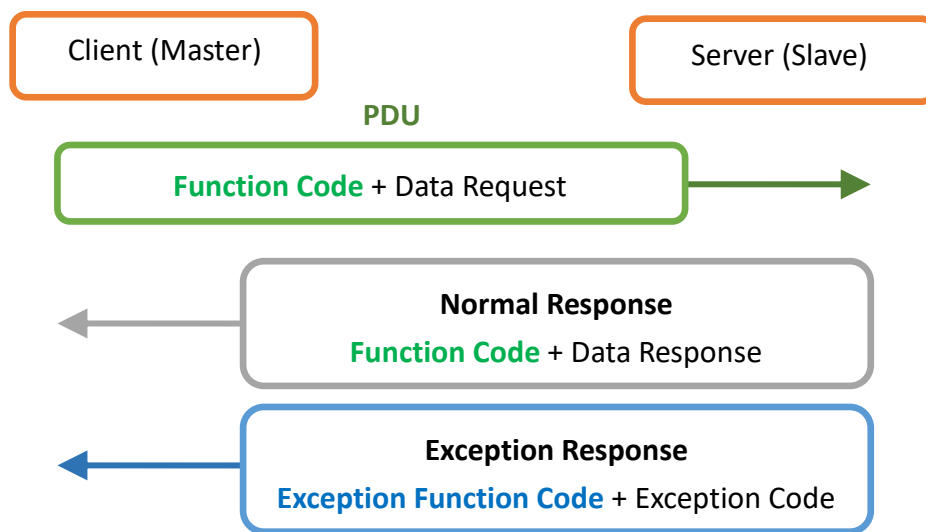 Client (Master)
Server (Slave)
PDU
Function Code + Data Request
Normal Response
Function Code + Data Response
Exception Response
Exception Function Code + Exception Code